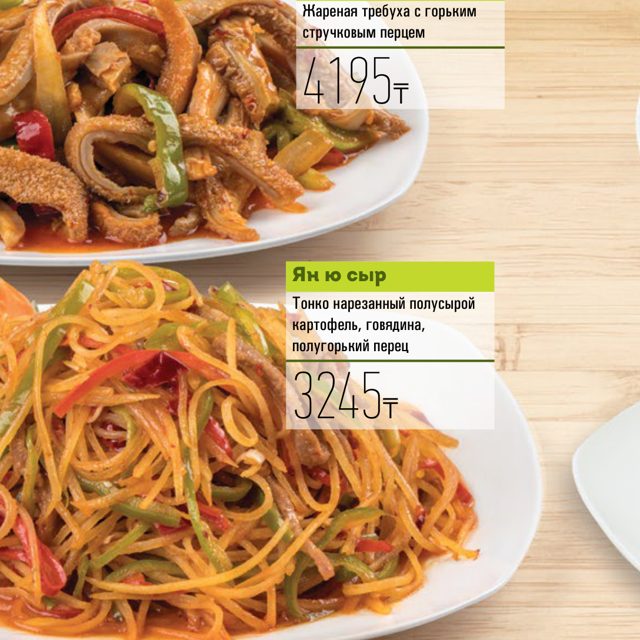 Жареная требуха с горьким
стручковым перцем
4195₸
Ян ю сыр
Тонко нарезанный полусырой
картофель, говядина,
полугорький перец
3245₸